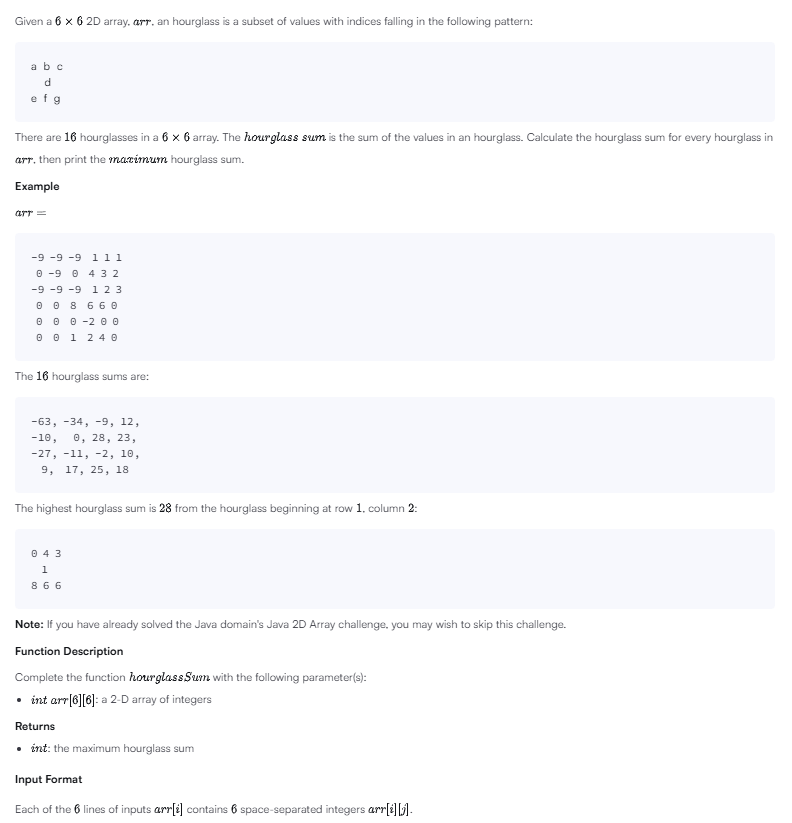 Given a 6 × 6 2D array, arr, an hourglass is a subset of values with indices falling in the following pattern:
a b c
d
e f g
There are 16 hourglasses in a 6 × 6 array. The hourglass sum is the sum of the values in an hourglass. Calculate the hourglass sum for every hourglass in
arr, then print the maximum hourglass sum.
Example
arr =
-9 -9 -9 1 1 1
0 -9 0 4 3 2
-9 -9 -9 1 2 3
0 0 8 6 6 0
0 0 0 -2 0 0
0 0 1 2 4 0
The 16 hourglass sums are:
-63, -34, -9, 12,
-10, 0, 28, 23,
-27, -11, -2, 10,
9, 17, 25, 18
The highest hourglass sum is 28 from the hourglass beginning at row 1, column 2:
0 4 3
1
8 6 6
Note: If you have already solved the Java domain's Java 2D Array challenge, you may wish to skip this challenge.
Function Description
Complete the function hourglassSum with the following parameter(s):
• int arr[6][6]: a 2-D array of integers
Returns
• int: the maximum hourglass sum
Input Format
Each of the 6 lines of inputs arr[i] contains 6 space-separated integers arr[i][j].